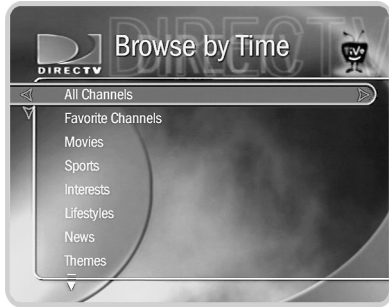 DIRECTV
Browse by Time
TiVo
DIRECTV
All Channels
Favorite Channels
Movies
Sports
Interests
Lifestyles
News
Themes